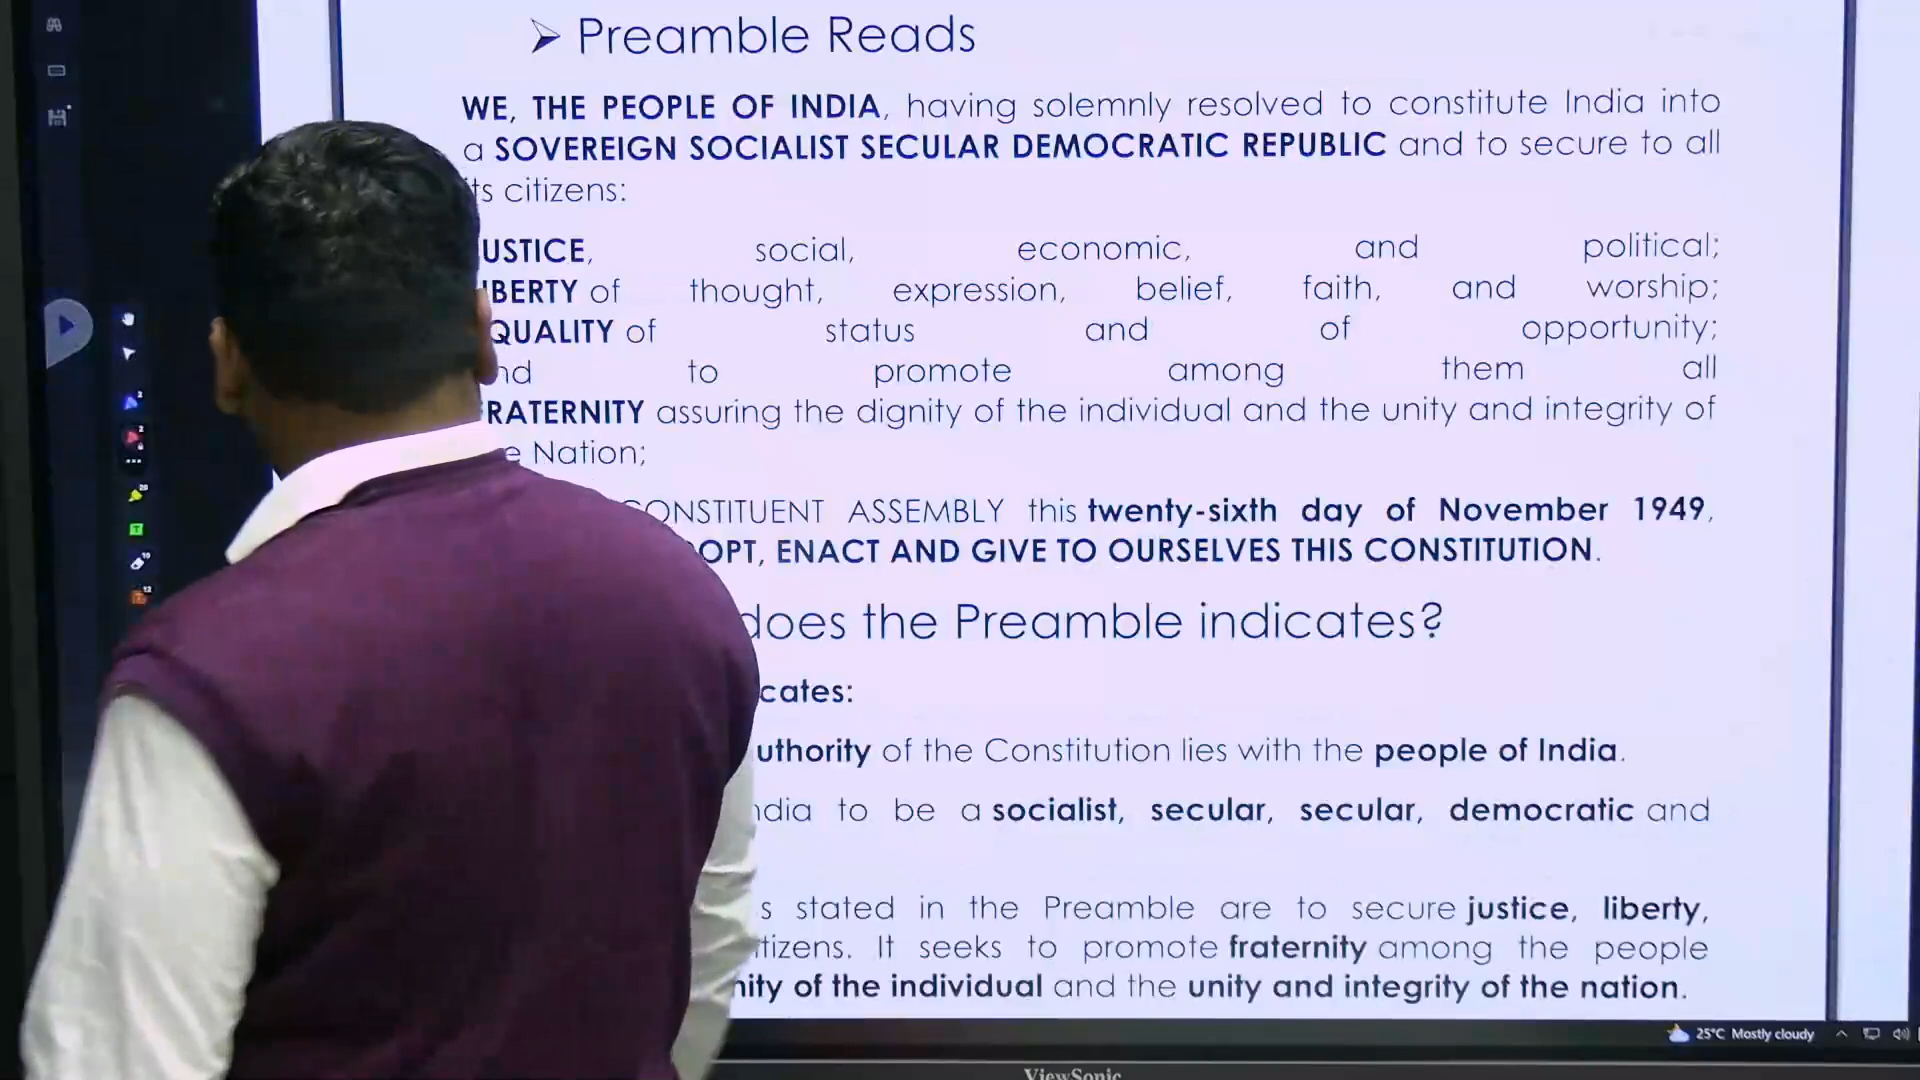 Preamble Reads
WE, THE PEOPLE OF INDIA, having solemnly resolved to constitute India into
a SOVEREIGN SOCIALIST SECULAR DEMOCRATIC REPUBLIC and to secure to all
its citizens:
USTICE, social, economic, and political;
IBERTY of thought, expression, belief, faith, and worship;
QUALITY of status and of opportunity;
nd to promote among them all
FRATERNITY assuring the dignity of the individual and the unity and integrity of
e Nation;
CONSTITUENT ASSEMBLY this twenty-sixth day of November 1949,
OPT, ENACT AND GIVE TO OURSELVES THIS CONSTITUTION.
does the Preamble indicates?
cates:
uthority of the Constitution lies with the people of India.
ndia to be a socialist, secular, secular, democratic and
s stated in the Preamble are to secure justice, liberty,
itizens. It seeks to promote fraternity among the people
nity of the individual and the unity and integrity of the nation.
25°C Mostly cloudy
ViewSonic